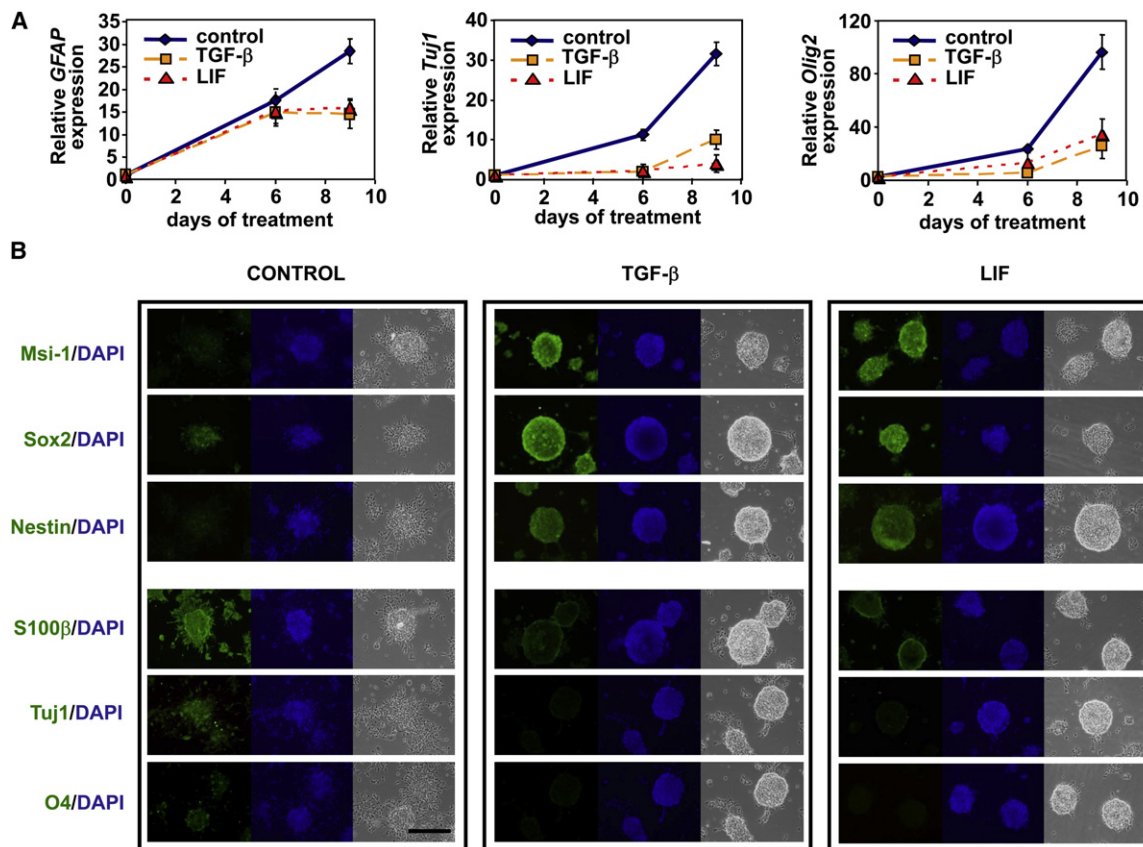 A
Relative GFAP
expression
35
30
25
20
15
10
5
0
control
TGF-β
LIF
0 2 4 6 8 10
days of treatment
Relative Tuj1
expression
40
30
20
10
0
control
TGF-β
LIF
0 2 4 6 8 10
days of treatment
Relative Olig2
expression
120
80
40
0
control
TGF-β
LIF
0 2 4 6 8 10
days of treatment
B
CONTROL TGF-β LIF
Msi-1/DAPI
Sox2/DAPI
Nestin/DAPI
S100β/DAPI
Tuj1/DAPI
O4/DAPI